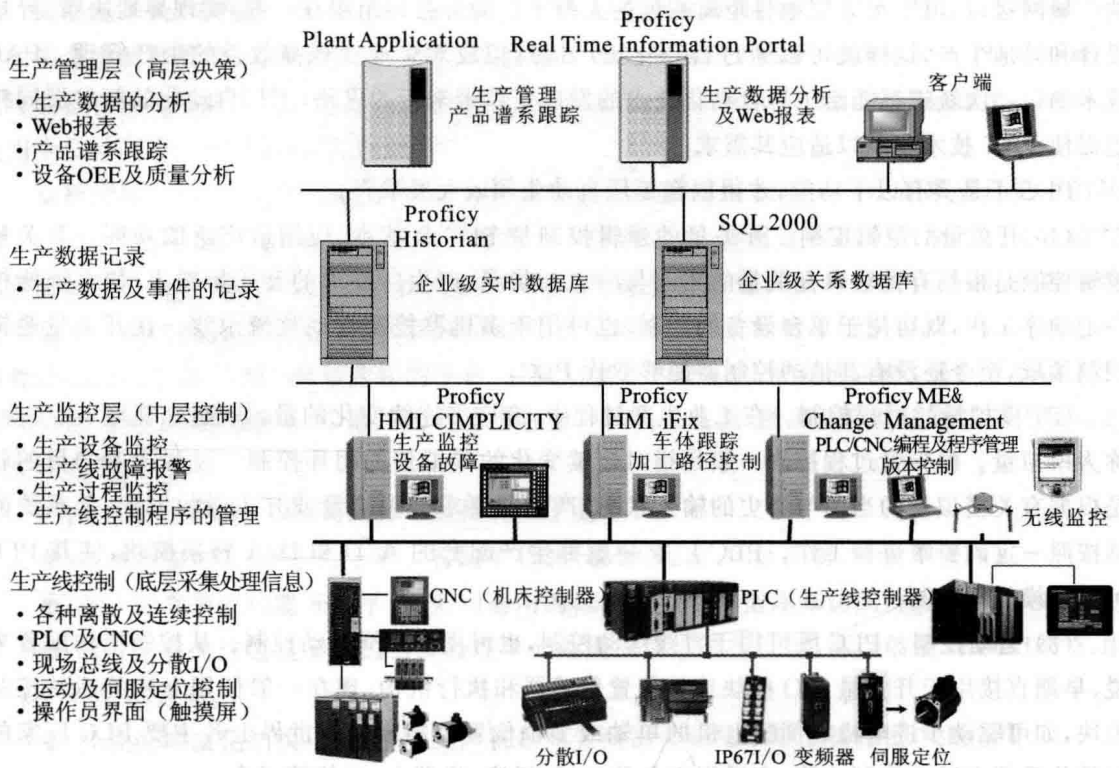 Plant Application
Proficy
Real Time Information Portal
生产管理层（高层决策）
・生产数据的分析
・Web报表
・产品谱系跟踪
・设备OEE及质量分析
生产管理
产品谱系跟踪
生产数据分析
及Web报表
客户端
Proficy
Historian
SQL 2000
生产数据记录
・生产数据及事件的记录
企业级实时数据库
企业级关系数据库
生产监控层（中层控制）
・生产设备监控
・生产线故障报警
・生产过程监控
・生产线控制程序的管理
Proficy
HMI.CIMPLICITY
生产监控
设备故障
Proficy
HMI.iFix
车体跟踪
加工路径控制
Proficy ME&
Change Management
PLC/CNC编程及程序管理
版本控制
无线监控
生产线控制（底层采集处理信息）
・各种离散及连续控制
・PLC及CNC
・现场总线及分散I/O
・运动及伺服定位控制
・操作员界面（触摸屏）
CNC（机床控制器）
PLC（生产线控制器）
分散I/O
IP67I/O 变频器 伺服定位